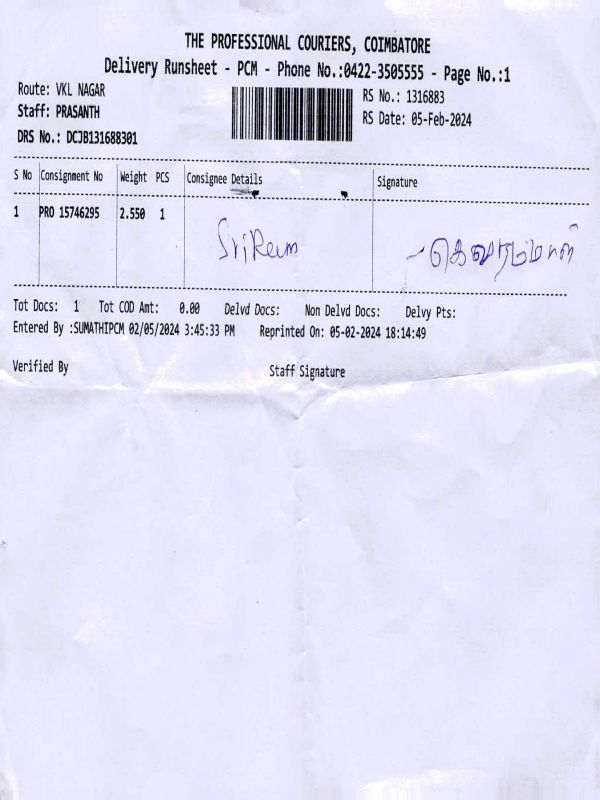 THE PROFESSIONAL COURIERS, COIMBATORE
Delivery Runsheet - PCM - Phone No.:0422-3505555 - Page No.:1
Route: VKL NAGAR
RS No.: 1316883
Staff: PRASANTH
RS Date: 05-Feb-2024
DRS No.: DCJB131688301
S No Consignment No Weight PCS Consignee Details Signature
1 PRO 15746295 2.550 1 SriRam
Tot Docs: 1 Tot COD Amt: 0.00 Delvd Docs: Non Delvd Docs: Delvy Pts:
Entered By :SUMATHIPCM 02/05/2024 3:45:33 PM Reprinted On: 05-02-2024 18:14:49
Verified By Staff Signature